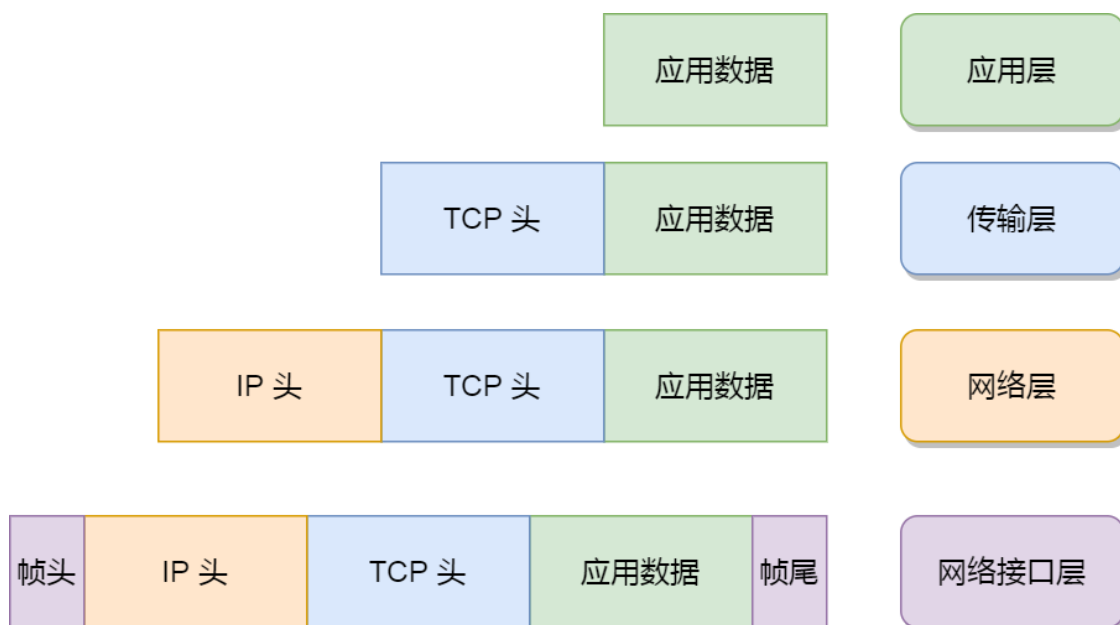 应用数据 应用层
TCP 头 应用数据 传输层
IP 头 TCP 头 应用数据 网络层
帧头 IP 头 TCP 头 应用数据 帧尾 网络接口层